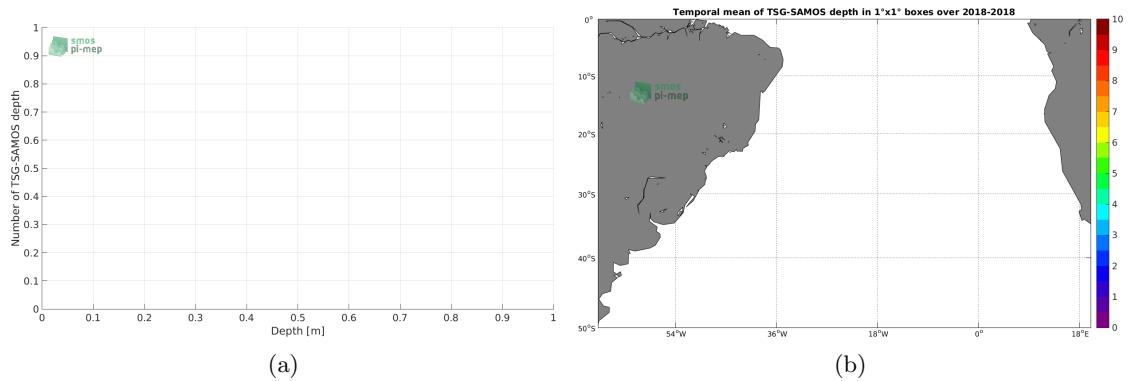 smos
pi-mep
1
0.9
0.8
0.7
0.6
0.5
0.4
0.3
0.2
0.1
0
Number of TSG-SAMOS depth
0 0.1 0.2 0.3 0.4 0.5 0.6 0.7 0.8 0.9 1
Depth [m]
(a)
Temporal mean of TSG-SAMOS depth in 1°x1° boxes over 2018-2018
smos
pi-mep
0°
10°S
20°S
30°S
40°S
50°S
54°W 36°W 18°W 0° 18°E
10
9
8
7
6
5
4
3
2
1
0
(b)